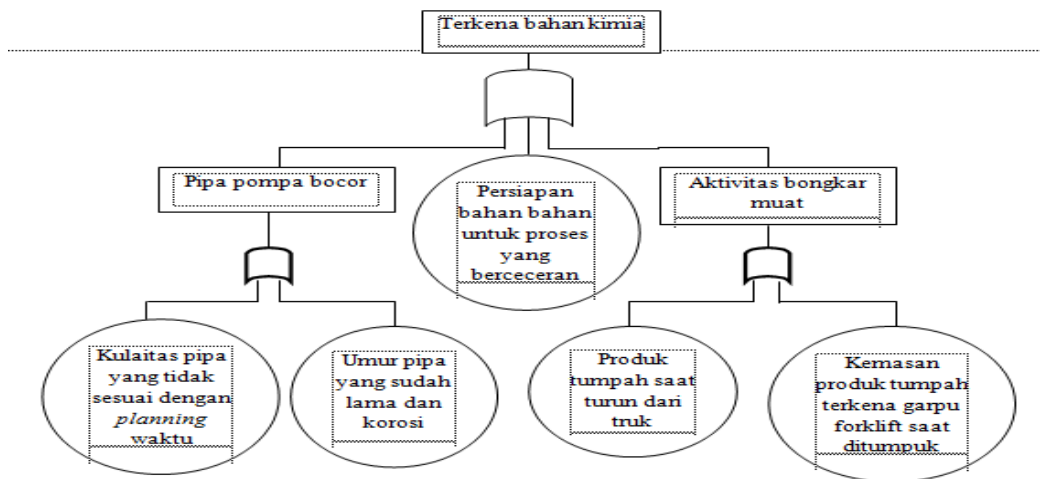 Terkena bahan kimia
Pipa pompa bocor
Persiapan
bahan bahan
untuk proses
yang
berceceran
Aktivitas bongkar
muat
Kulaitas pipa
yang tidak
sesuai dengan
planning
waktu
Umur pipa
yang sudah
lama dan
korosi
Produk
tumpah saat
turun dari
truk
Kemasan
produk tumpah
terkena garpu
forklift saat
ditumpuk